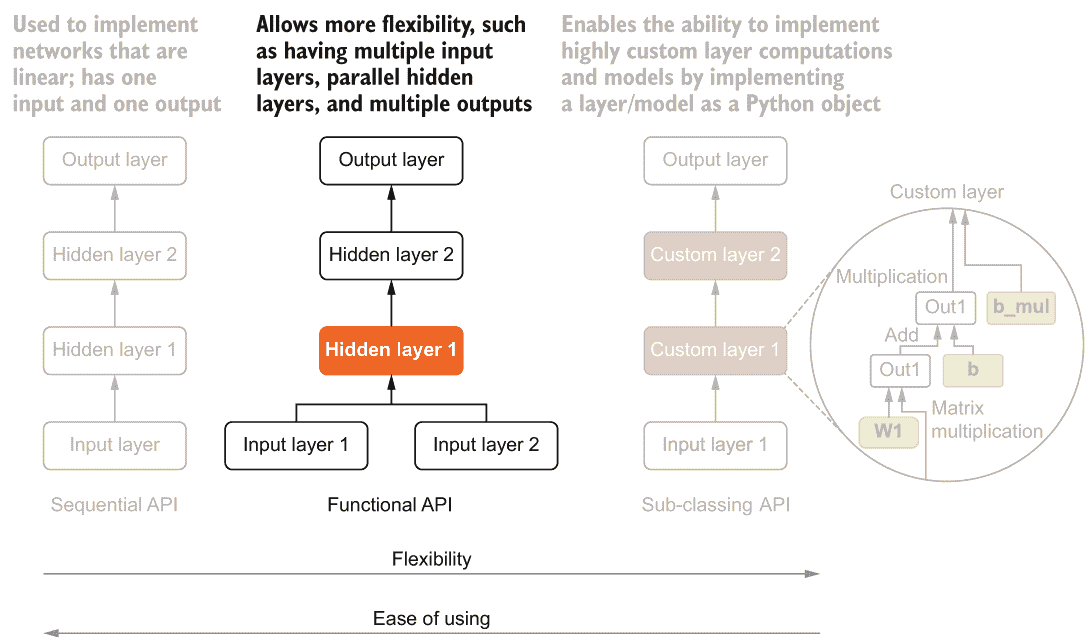 Used to implement
networks that are
linear; has one
input and one output
Allows more flexibility, such
as having multiple input
layers, parallel hidden
layers, and multiple outputs
Enables the ability to implement
highly custom layer computations
and models by implementing
a layer/model as a Python object
Output layer
Hidden layer 2
Hidden layer 1
Input layer
Sequential API
Output layer
Hidden layer 2
Hidden layer 1
Input layer 1
Input layer 2
Functional API
Output layer
Custom layer 2
Custom layer 1
Input layer 1
Sub-classing API
Custom layer
Multiplication
Out1
b_mul
Add
Out1
b
W1
Matrix
multiplication
Flexibility
Ease of using